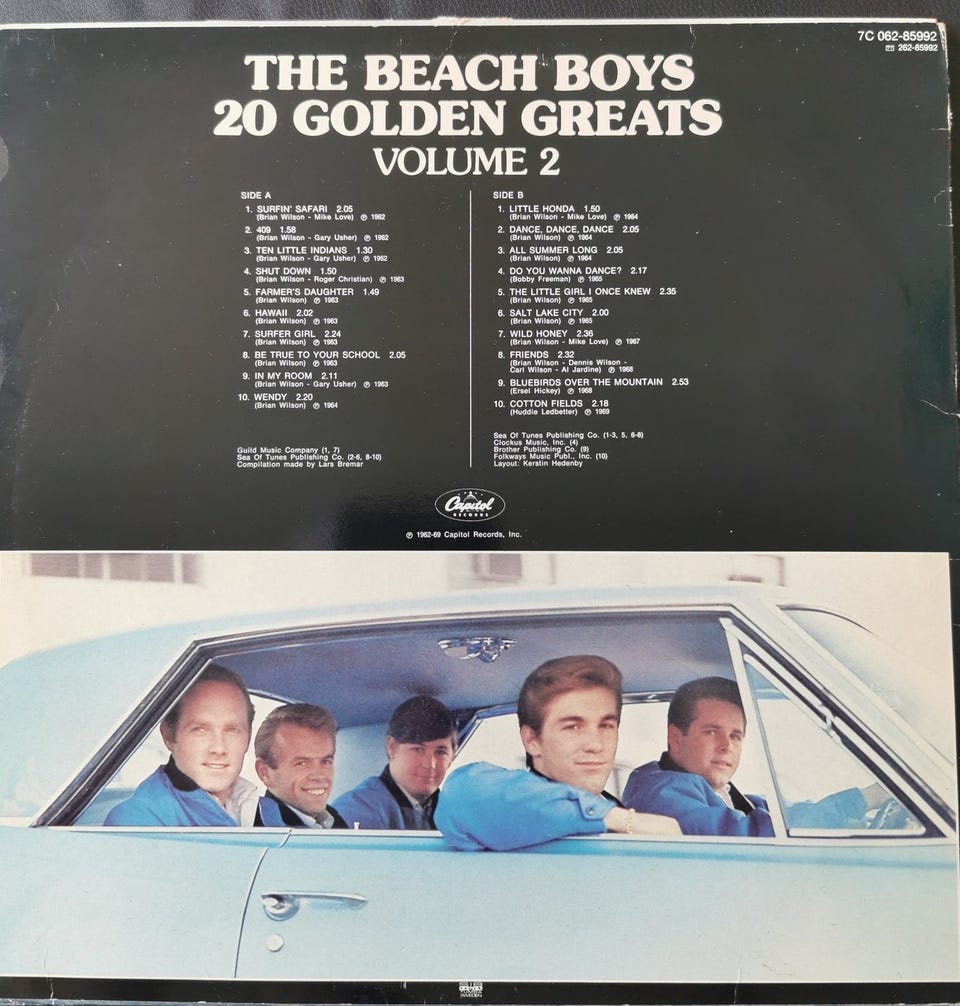 7C 062-85992
262-85992
THE BEACH BOYS
20 GOLDEN GREATS
VOLUME 2
SIDE A
1. SURFIN' SAFARI 2.05
(Brian Wilson - Mike Love) ℗ 1962
2. 409 1.58
(Brian Wilson - Gary Usher) ℗ 1962
3. TEN LITTLE INDIANS 1.30
(Brian Wilson - Gary Usher) ℗ 1962
4. SHUT DOWN 1.50
(Brian Wilson - Roger Christian) ℗ 1963
5. FARMER'S DAUGHTER 1.49
(Brian Wilson) ℗ 1963
6. HAWAII 2.02
(Brian Wilson) ℗ 1963
7. SURFER GIRL 2.24
(Brian Wilson) ℗ 1963
8. BE TRUE TO YOUR SCHOOL 2.05
(Brian Wilson) ℗ 1963
9. IN MY ROOM 2.11
(Brian Wilson - Gary Usher) ℗ 1963
10. WENDY 2.20
(Brian Wilson) ℗ 1964
Guild Music Company (1, 7)
Sea Of Tunes Publishing Co. (2-6, 8-10)
Compilation made by Lars Bremar
SIDE B
1. LITTLE HONDA 1.50
(Brian Wilson - Mike Love) ℗ 1964
2. DANCE, DANCE, DANCE 2.05
(Brian Wilson) ℗ 1964
3. ALL SUMMER LONG 2.05
(Brian Wilson) ℗ 1964
4. DO YOU WANNA DANCE? 2.17
(Bobby Freeman) ℗ 1965
5. THE LITTLE GIRL I ONCE KNEW 2.35
(Brian Wilson) ℗ 1965
6. SALT LAKE CITY 2.00
(Brian Wilson) ℗ 1965
7. WILD HONEY 2.36
(Brian Wilson - Mike Love) ℗ 1967
8. FRIENDS 2.32
(Brian Wilson - Dennis Wilson -
Carl Wilson - Al Jardine) ℗ 1968
9. BLUEBIRDS OVER THE MOUNTAIN 2.53
(Ersel Hickey) ℗ 1968
10. COTTON FIELDS 2.18
(Huddie Ledbetter) ℗ 1969
Sea Of Tunes Publishing Co. (1-3, 5, 6-8)
Clockus Music, Inc. (4)
Brother Publishing Co. (9)
Folkways Music Publ., Inc. (10)
Layout: Kerstin Hedenby
Capitol
RECORDS
℗ 1962-69 Capitol Records, Inc.
SWEDEN